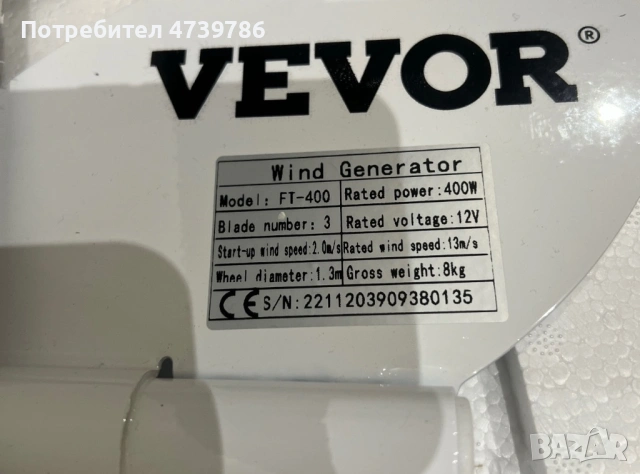 Потребител 4739786
VEVOR®
Wind Generator
Model: FT-400 Rated power:400W
Blade number: 3 Rated voltage:12V
Start-up wind speed:2.0m/s Rated wind speed:13m/s
Wheel diameter:1.3m Gross weight:8kg
CE S/N:2211203909380135
BAZAR